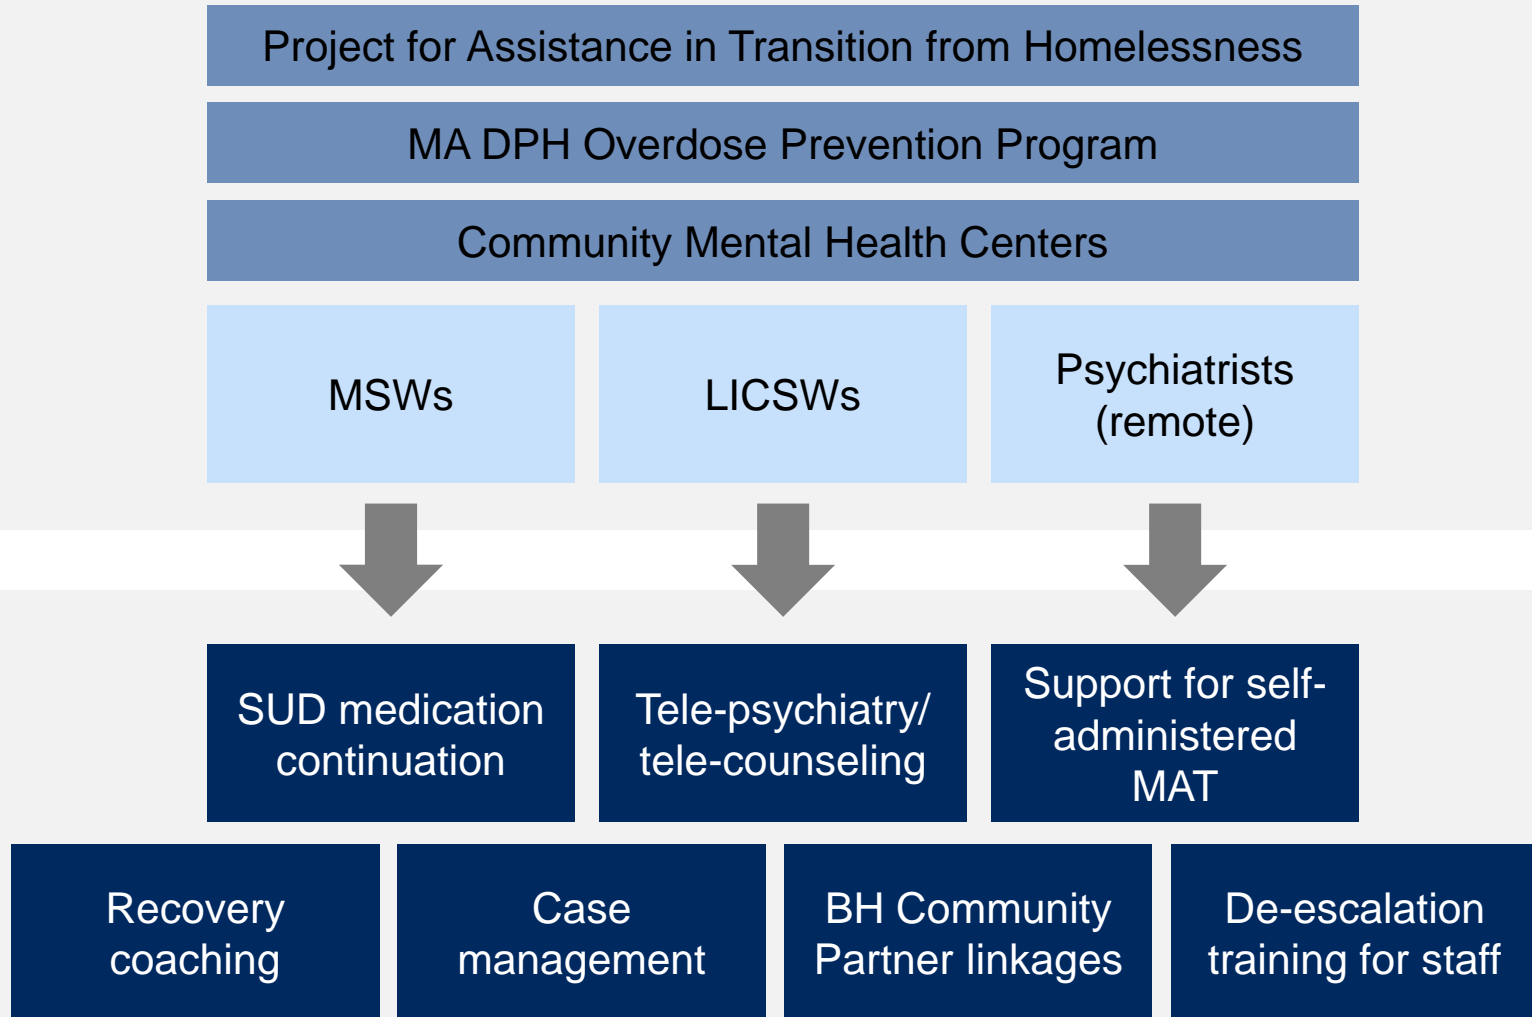 Project for Assistance in Transition from Homelessness
MA DPH Overdose Prevention Program
Community Mental Health Centers
MSWs
LICSWs
Psychiatrists
(remote)
SUD medication
continuation
Tele-psychiatry/
tele-counseling
Support for self-
administered
MAT
Recovery
coaching
Case
management
BH Community
Partner linkages
De-escalation
training for staff